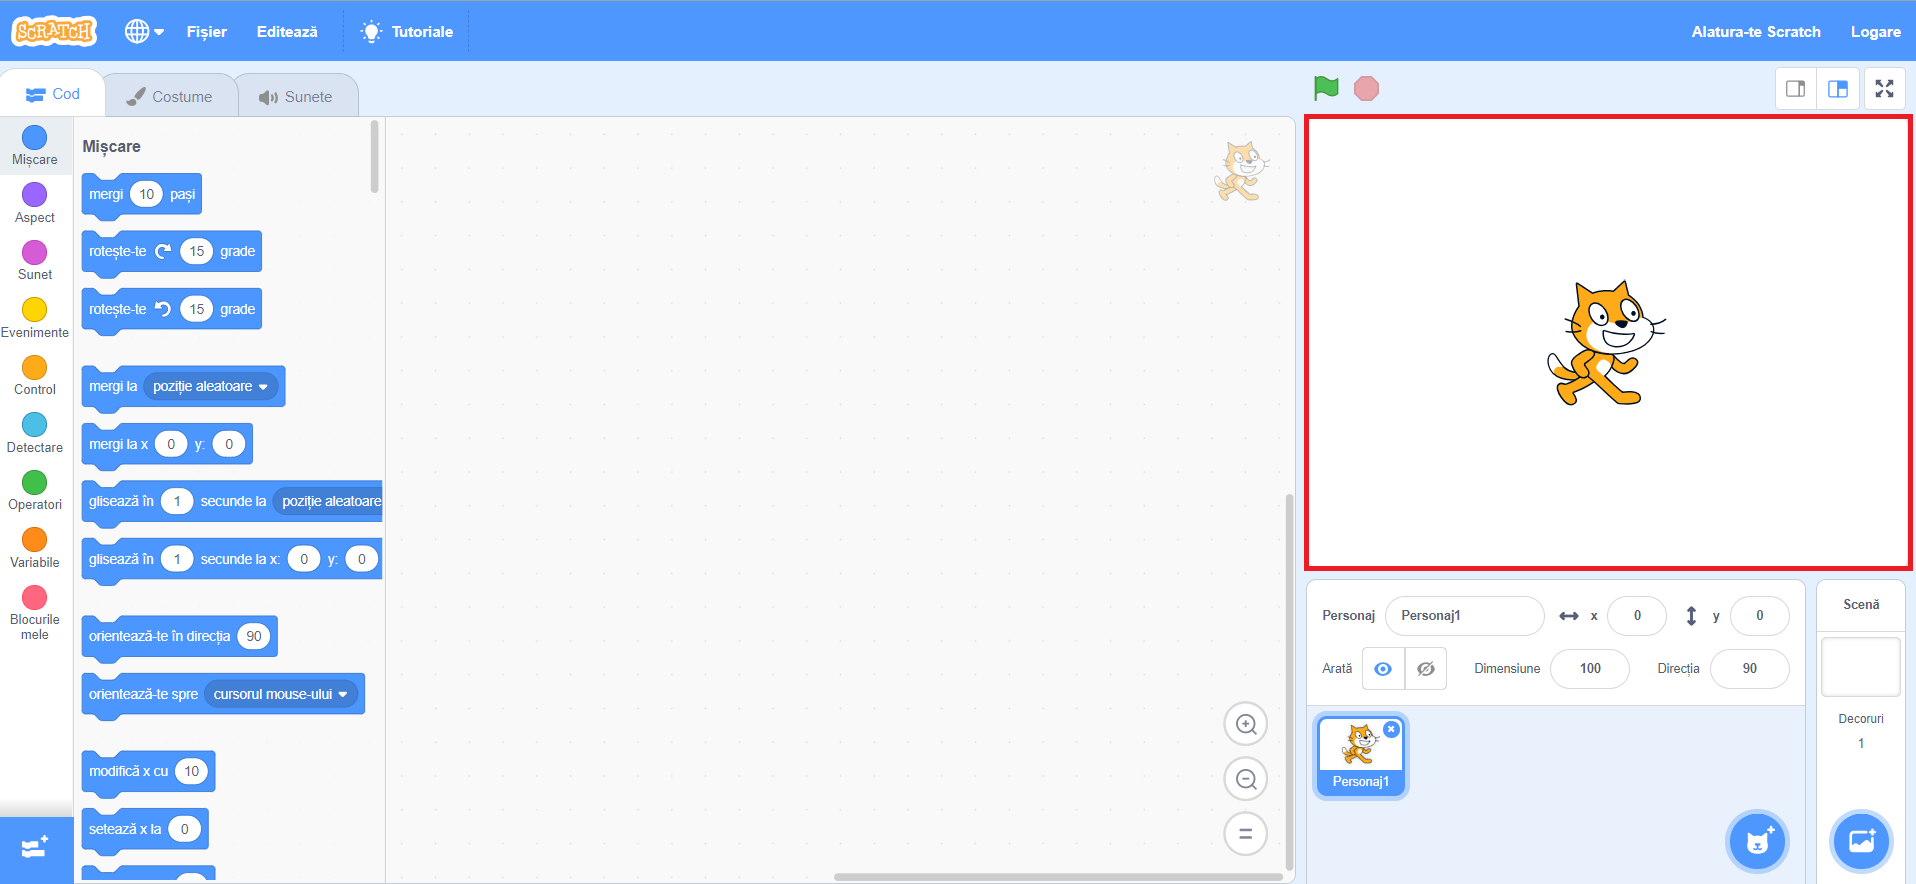 SCRATCH Fișier Editează Tutoriale Alatura-te Scratch Logare
Cod Costume Sunete
Mișcare
Aspect
Sunet
Evenimente
Control
Detectare
Operatori
Variabile
Blocurile
mele
Mișcare
mergi 10 pași
rotește-te 15 grade
rotește-te 15 grade
mergi la poziție aleatoare
mergi la x 0 y: 0
glisează în 1 secunde la poziție aleatoare
glisează în 1 secunde la x: 0 y: 0
orientează-te în direcția 90
orientează-te spre cursorul mouse-ului
modifică x cu 10
setează x la 0
Personaj Personaj1 x 0 y 0
Arată Dimensiune 100 Direcția 90
Personaj1
Scenă
Decoruri
1